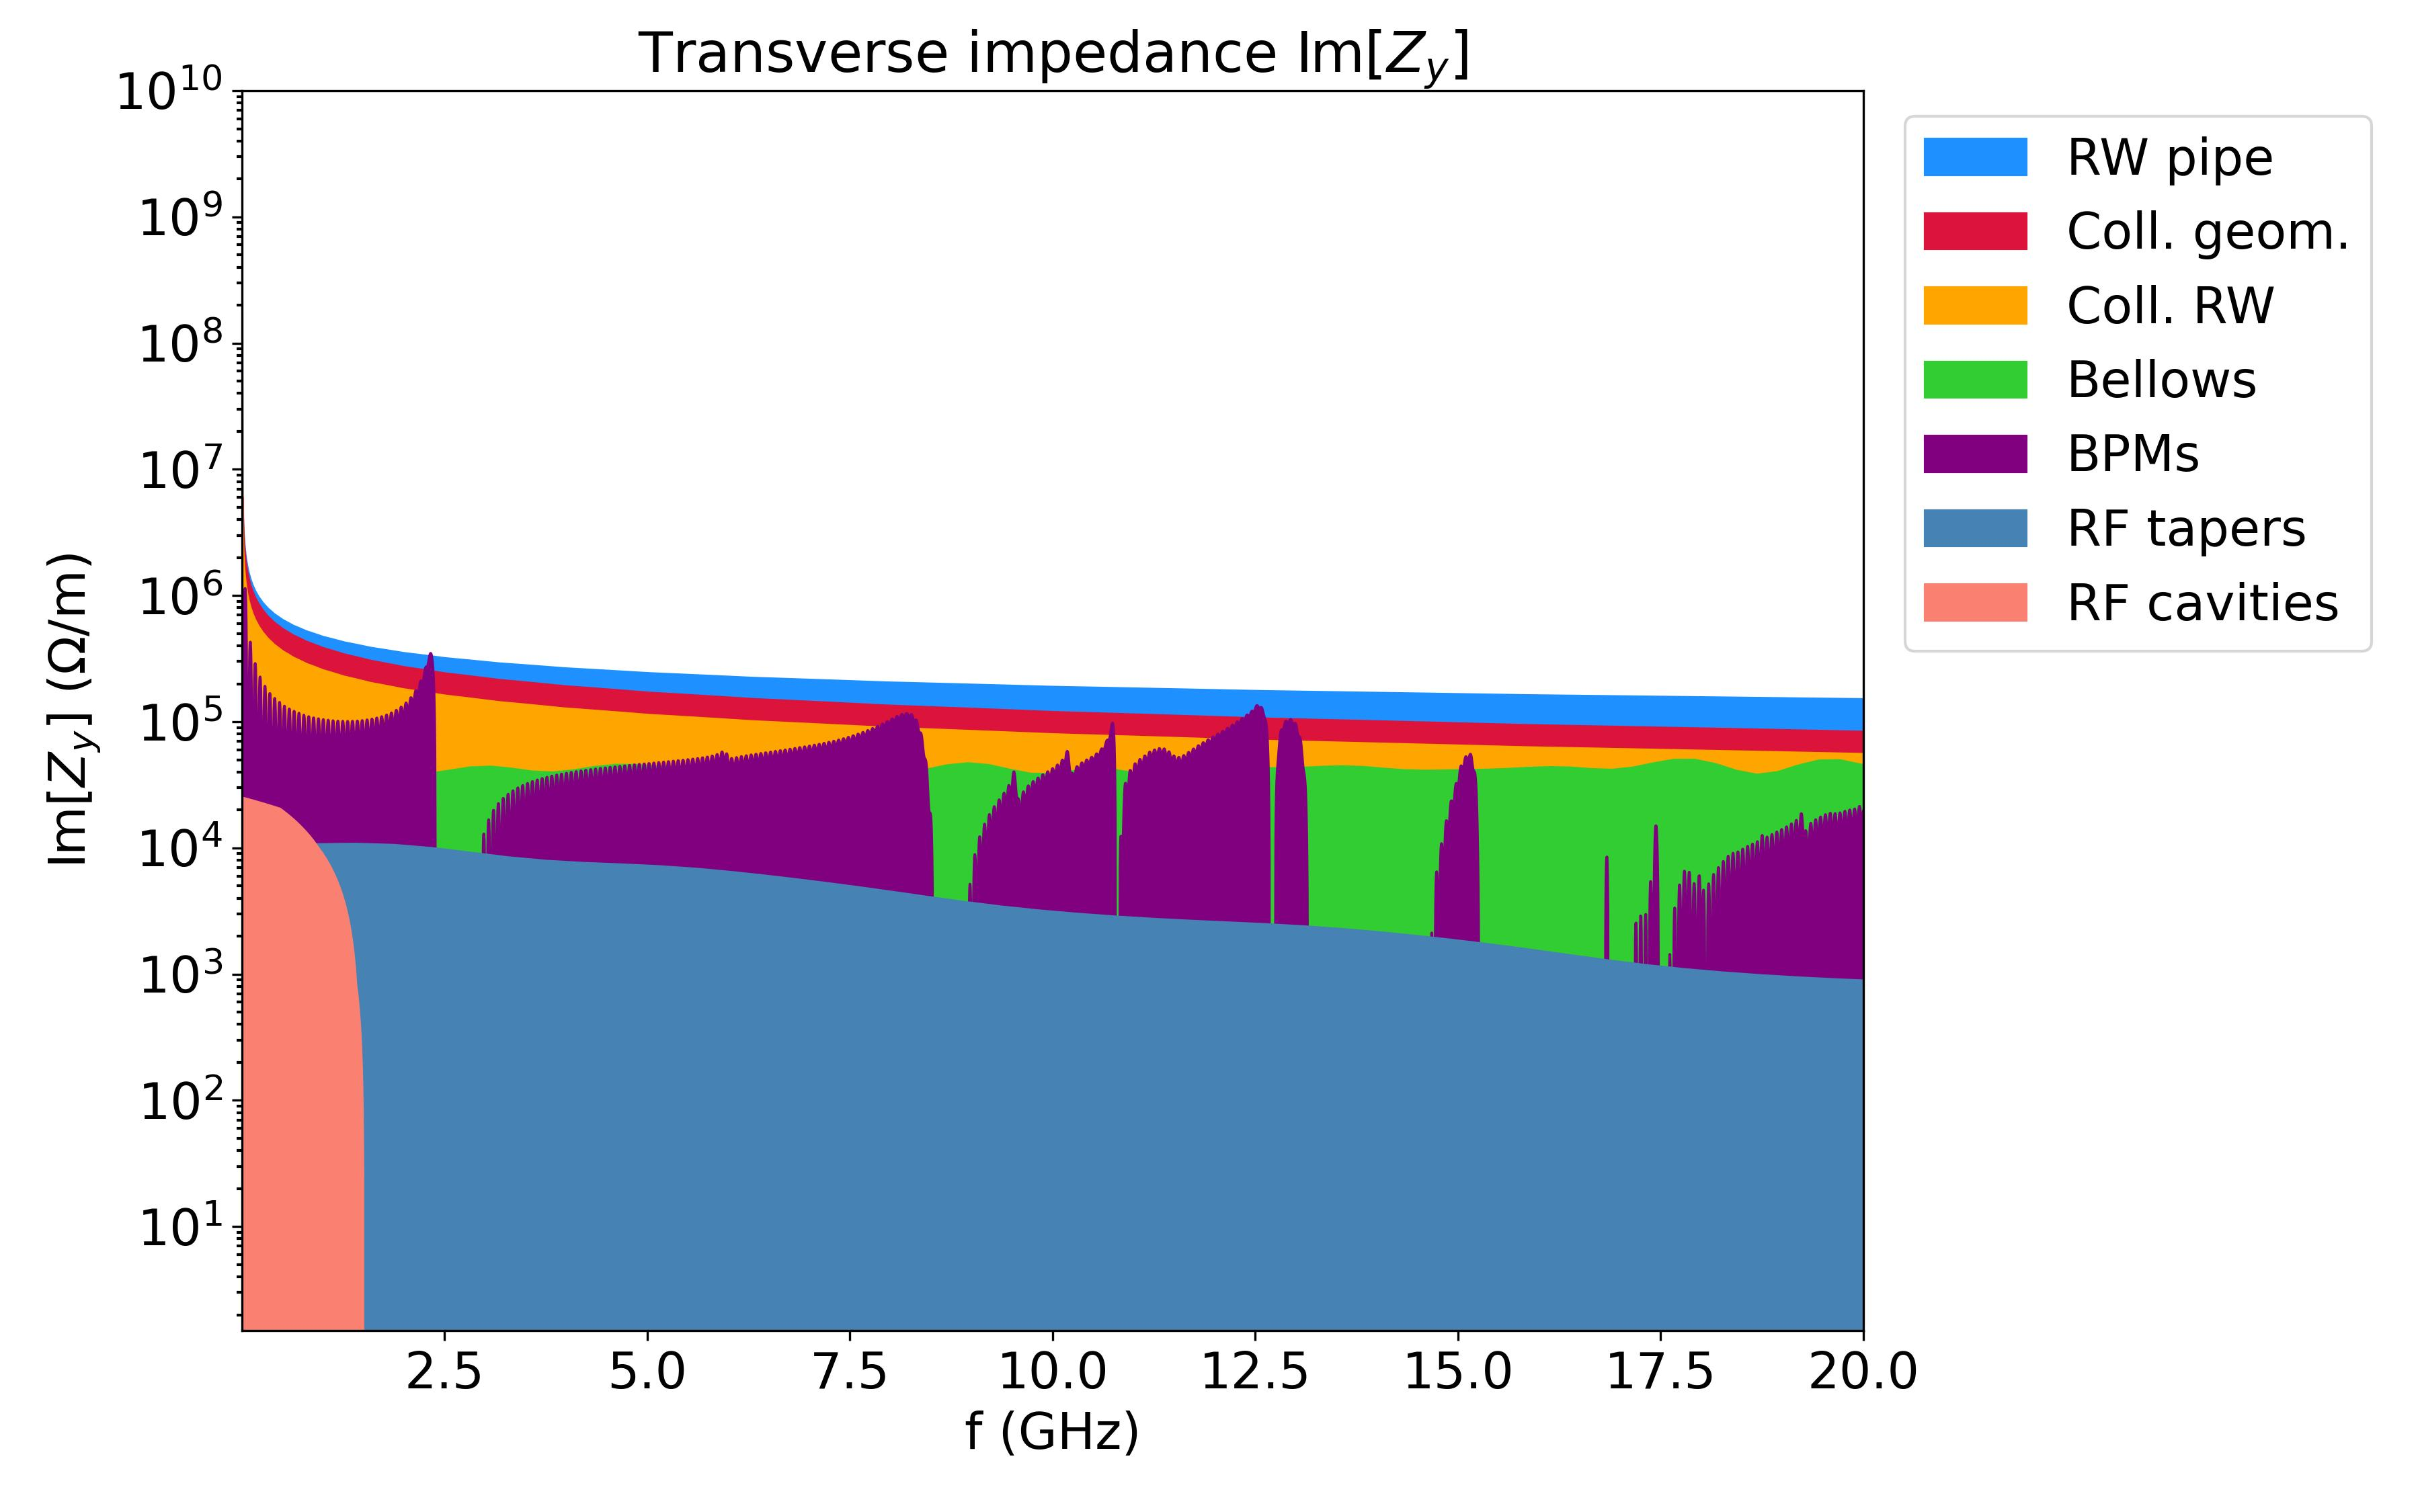 Transverse impedance Im[Z_y]
Im[Z_y] (Ω/m)
10^10
10^9
10^8
10^7
10^6
10^5
10^4
10^3
10^2
10^1
2.5 5.0 7.5 10.0 12.5 15.0 17.5 20.0
f (GHz)
RW pipe
Coll. geom.
Coll. RW
Bellows
BPMs
RF tapers
RF cavities